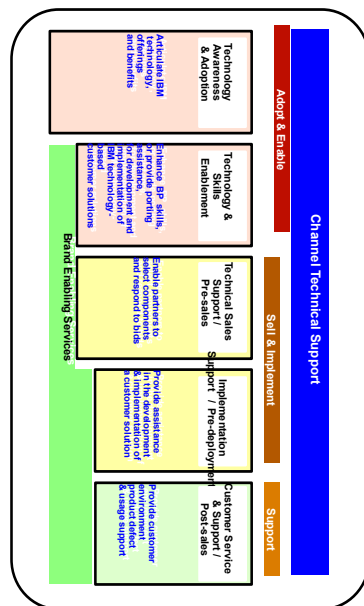 Channel Technical Support
Adopt & Enable
Sell & Implement
Support
Technology
Awareness
& Adoption
Articulate IBM
technology,
offerings
and benefits
Technology &
Skills
Enablement
Enhance BP skills,
or provide porting
assistance,
for development and
implementation of
IBM technology -
based
customer solutions
Technical Sales
Support /
Pre-sales
Enable partners to
select components
and respond to bids
Implementation
Support / Pre-deployment
Provide assistance
in the development
& implementation of
a customer solution
Customer Service
& Support /
Post-sales
Provide customer
environment
product defect
& usage support
Brand Enabling Services